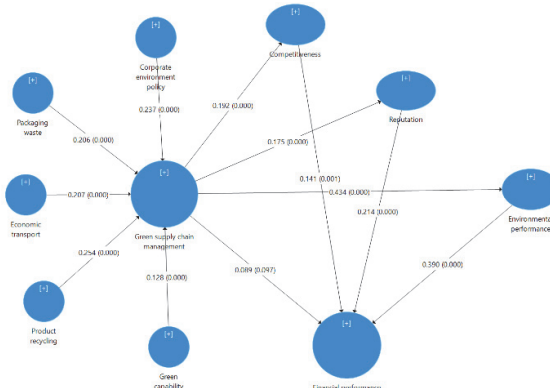 [+]
Corporate
environment
policy
[+]
Competitiveness
[+]
Reputation
[+]
Packaging
waste
0.237 (0.000)
0.192 (0.000)
0.206 (0.000)
0.175 (0.000)
[+]
Green supply chain
management
[+]
Economic
transport
0.207 (0.000)
0.141 (0.001)
0.434 (0.000)
[+]
Environmental
performance
0.214 (0.000)
0.254 (0.000)
0.128 (0.000)
0.089 (0.097)
0.390 (0.000)
[+]
Product
recycling
[+]
Green
capability
[+]
Financial performance